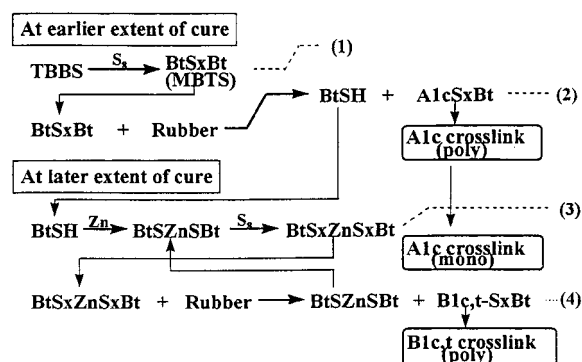 At earlier extent of cure
TBBS S8 BtSxBt (1)
(MBTS)
BtSH + A1cSxBt (2)
BtSxBt + Rubber
A1c crosslink
(poly)
At later extent of cure
BtSH Zn BtSZnSBt S8 BtSxZnSxBt (3)
A1c crosslink
(mono)
BtSxZnSxBt + Rubber BtSZnSBt + B1c,t-SxBt (4)
B1c,t crosslink
(poly)